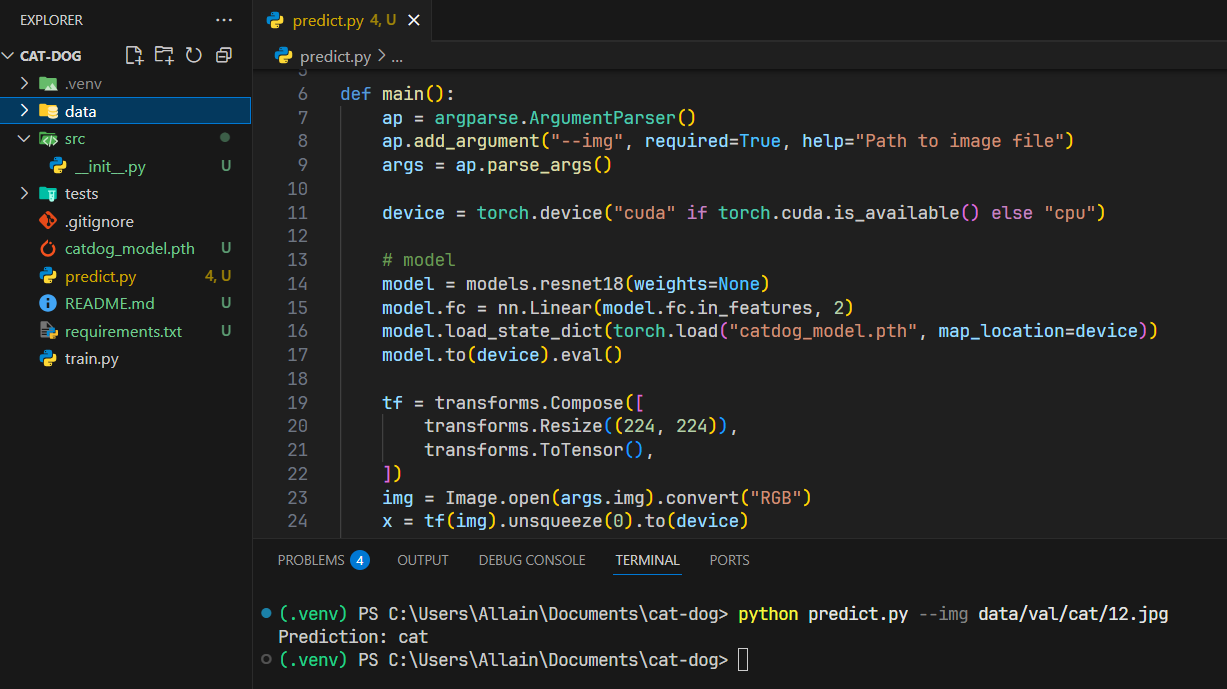 EXPLORER
CAT-DOG
.venv
data
src
__init__.py U
tests
.gitignore
catdog_model.pth U
predict.py 4, U
README.md U
requirements.txt U
train.py
predict.py 4, U
predict.py > ...
5
6 def main():
7 ap = argparse.ArgumentParser()
8 ap.add_argument("--img", required=True, help="Path to image file")
9 args = ap.parse_args()
10
11 device = torch.device("cuda" if torch.cuda.is_available() else "cpu")
12
13 # model
14 model = models.resnet18(weights=None)
15 model.fc = nn.Linear(model.fc.in_features, 2)
16 model.load_state_dict(torch.load("catdog_model.pth", map_location=device))
17 model.to(device).eval()
18
19 tf = transforms.Compose([
20 transforms.Resize((224, 224)),
21 transforms.ToTensor(),
22 ])
23 img = Image.open(args.img).convert("RGB")
24 x = tf(img).unsqueeze(0).to(device)
PROBLEMS 4 OUTPUT DEBUG CONSOLE TERMINAL PORTS
(.venv) PS C:\Users\Allain\Documents\cat-dog> python predict.py --img data/val/cat/12.jpg
Prediction: cat
(.venv) PS C:\Users\Allain\Documents\cat-dog>